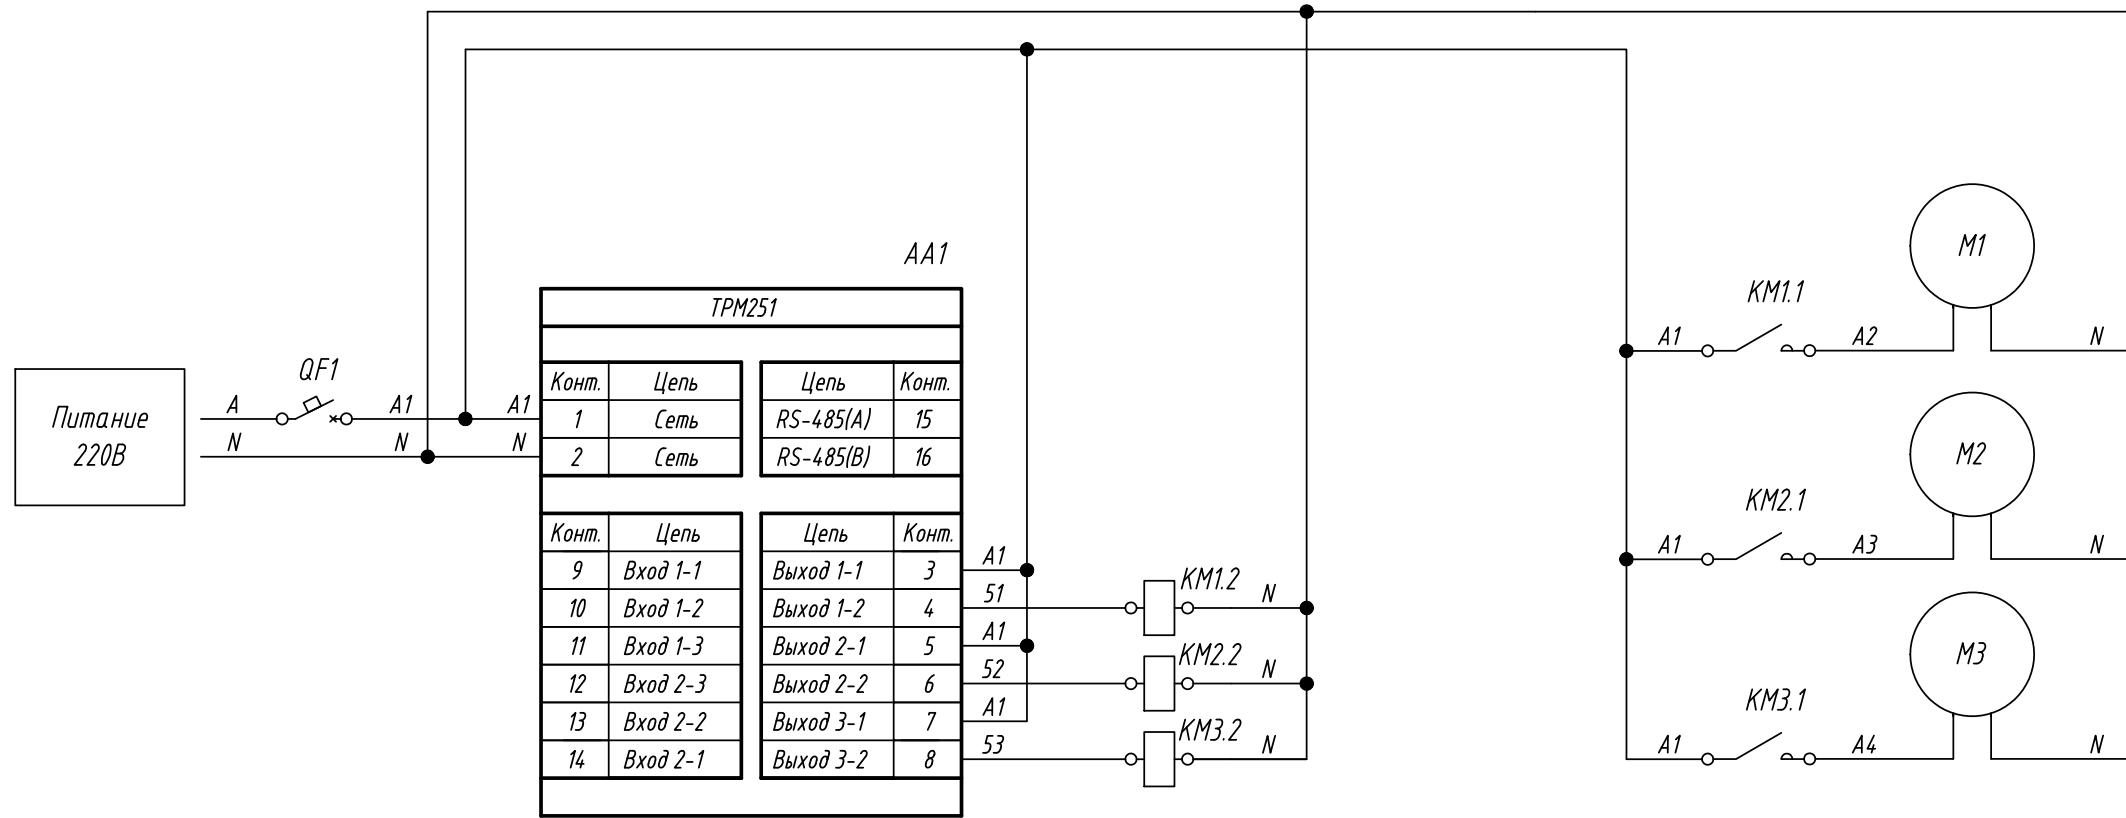 AA1
ТРМ251
Питание
220В
QF1
A A1 A1
N N N
Конт. Цепь Цепь Конт.
1 Сеть RS-485(A) 15
2 Сеть RS-485(B) 16
Конт. Цепь Цепь Конт.
9 Вход 1-1 Выход 1-1 3 A1
10 Вход 1-2 Выход 1-2 4 51
11 Вход 1-3 Выход 2-1 5 A1
12 Вход 2-3 Выход 2-2 6 52
13 Вход 2-2 Выход 3-1 7 A1
14 Вход 2-1 Выход 3-2 8 53
KM1.2 N
KM2.2 N
KM3.2 N
M1
KM1.1
A1 A2 N
M2
KM2.1
A1 A3 N
M3
KM3.1
A1 A4 N